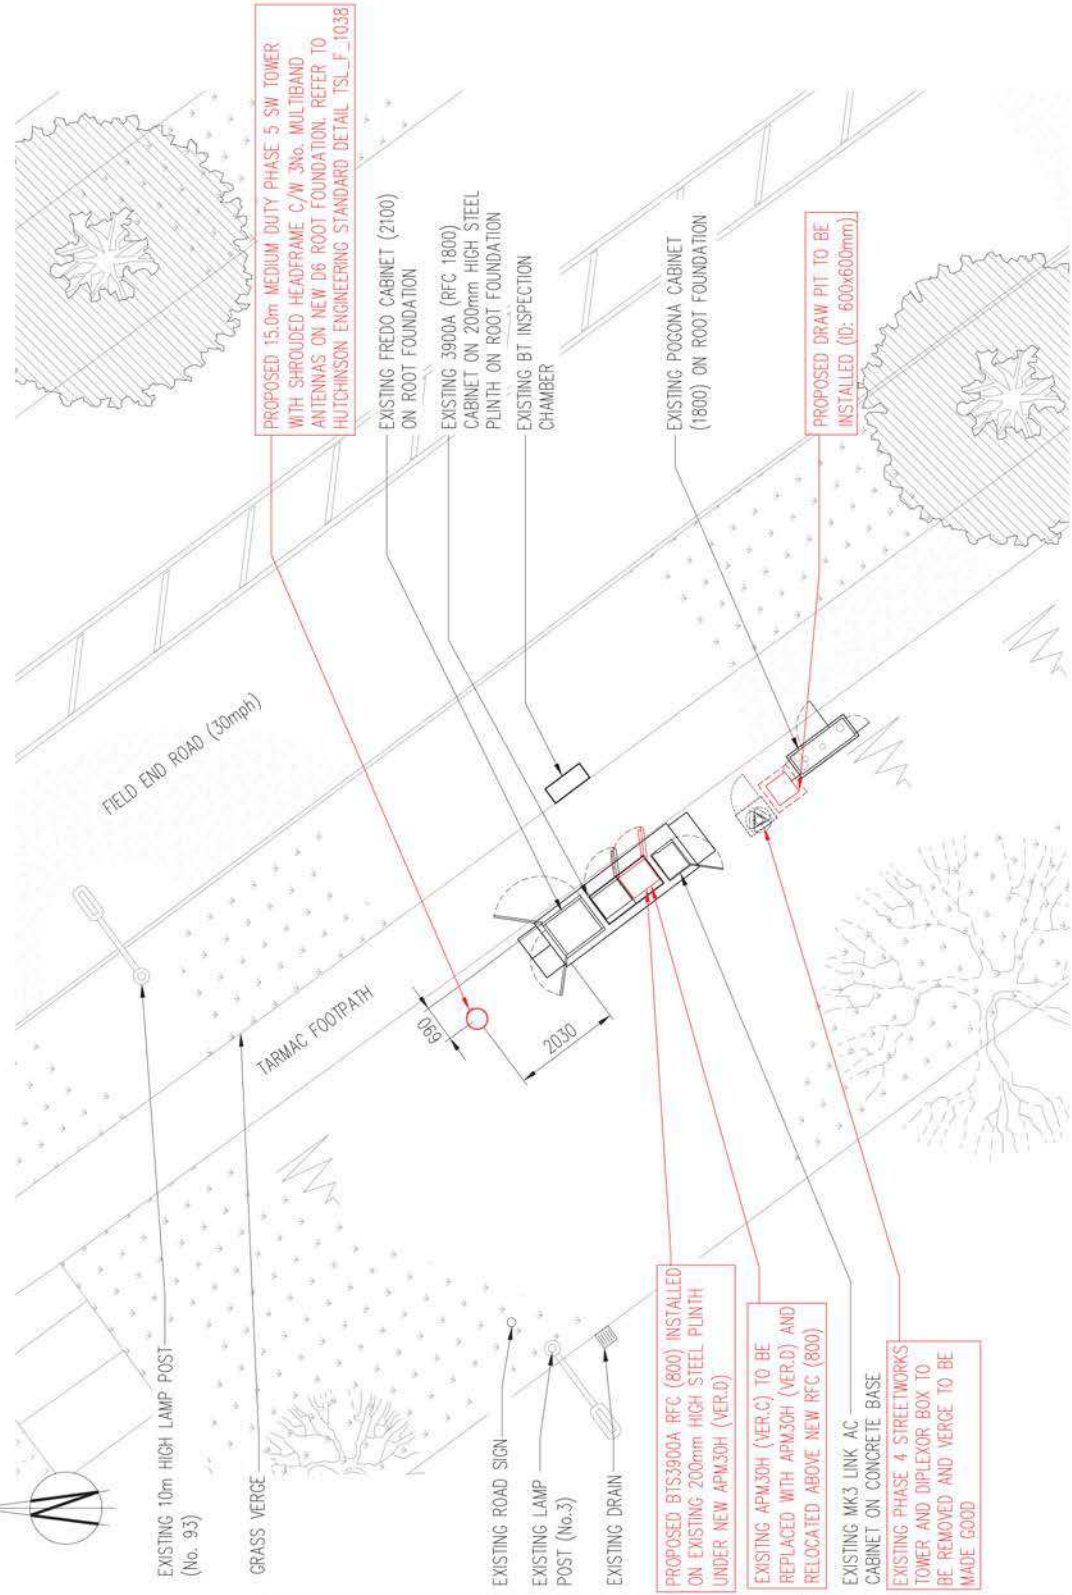 PROPOSED 15.0m MEDIUM DUTY PHASE 5 SW TOWER
WITH SHROUDED HEADFRAME C/W 3No. MULTIBAND
ANTENNAS ON NEW D6 ROOT FOUNDATION. REFER TO
HUTCHINSON ENGINEERING STANDARD DETAIL TSL_F_1038
EXISTING FREDO CABINET (2100)
ON ROOT FOUNDATION
EXISTING 3900A (RFC 1800)
CABINET ON 200mm HIGH STEEL
PLINTH ON ROOT FOUNDATION
EXISTING BT INSPECTION
CHAMBER
EXISTING POGONA CABINET
(1800) ON ROOT FOUNDATION
PROPOSED DRAW PIT TO BE
INSTALLED (ID: 600x600mm)
FIELD END ROAD (30mph)
TARMAC FOOTPATH
690
2030
N
EXISTING 10m HIGH LAMP POST
(No. 93)
GRASS VERGE
EXISTING ROAD SIGN
EXISTING LAMP
POST (No.3)
EXISTING DRAIN
PROPOSED BTS3900A RFC (800) INSTALLED
ON EXISTING 200mm HIGH STEEL PLINTH
UNDER NEW APM30H (VER.D)
EXISITNG APM30H (VER.C) TO BE
REPLACED WITH APM30H (VER.D) AND
RELOCATED ABOVE NEW RFC (800)
EXISTING MK3 LINK AC
CABINET ON CONCRETE BASE
EXISTING PHASE 4 STREETWORKS
TOWER AND DIPLEXOR BOX TO
BE REMOVED AND VERGE TO BE
MADE GOOD